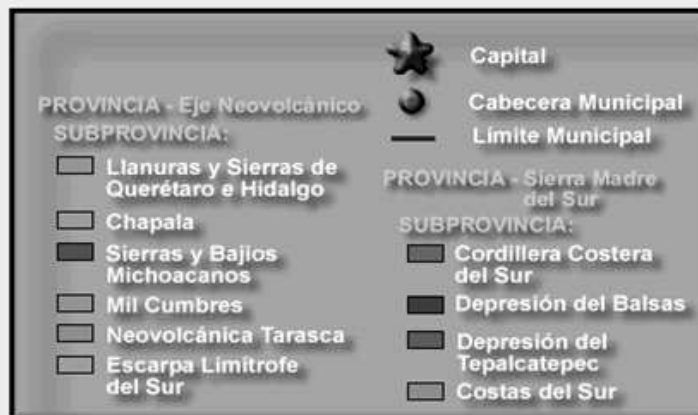 Capital
Cabecera Municipal
Límite Municipal
PROVINCIA - Eje Neovolcánico
SUBPROVINCIA:
Llanuras y Sierras de
Querétaro e Hidalgo
Chapala
Sierras y Bajios
Michoacanos
Mil Cumbres
Neovolcánica Tarasca
Escarpa Limitrofe
del Sur
PROVINCIA - Sierra Madre
del Sur
SUBPROVINCIA:
Cordillera Costera
del Sur
Depresión del Balsas
Depresión del
Tepalcatepec
Costas del Sur